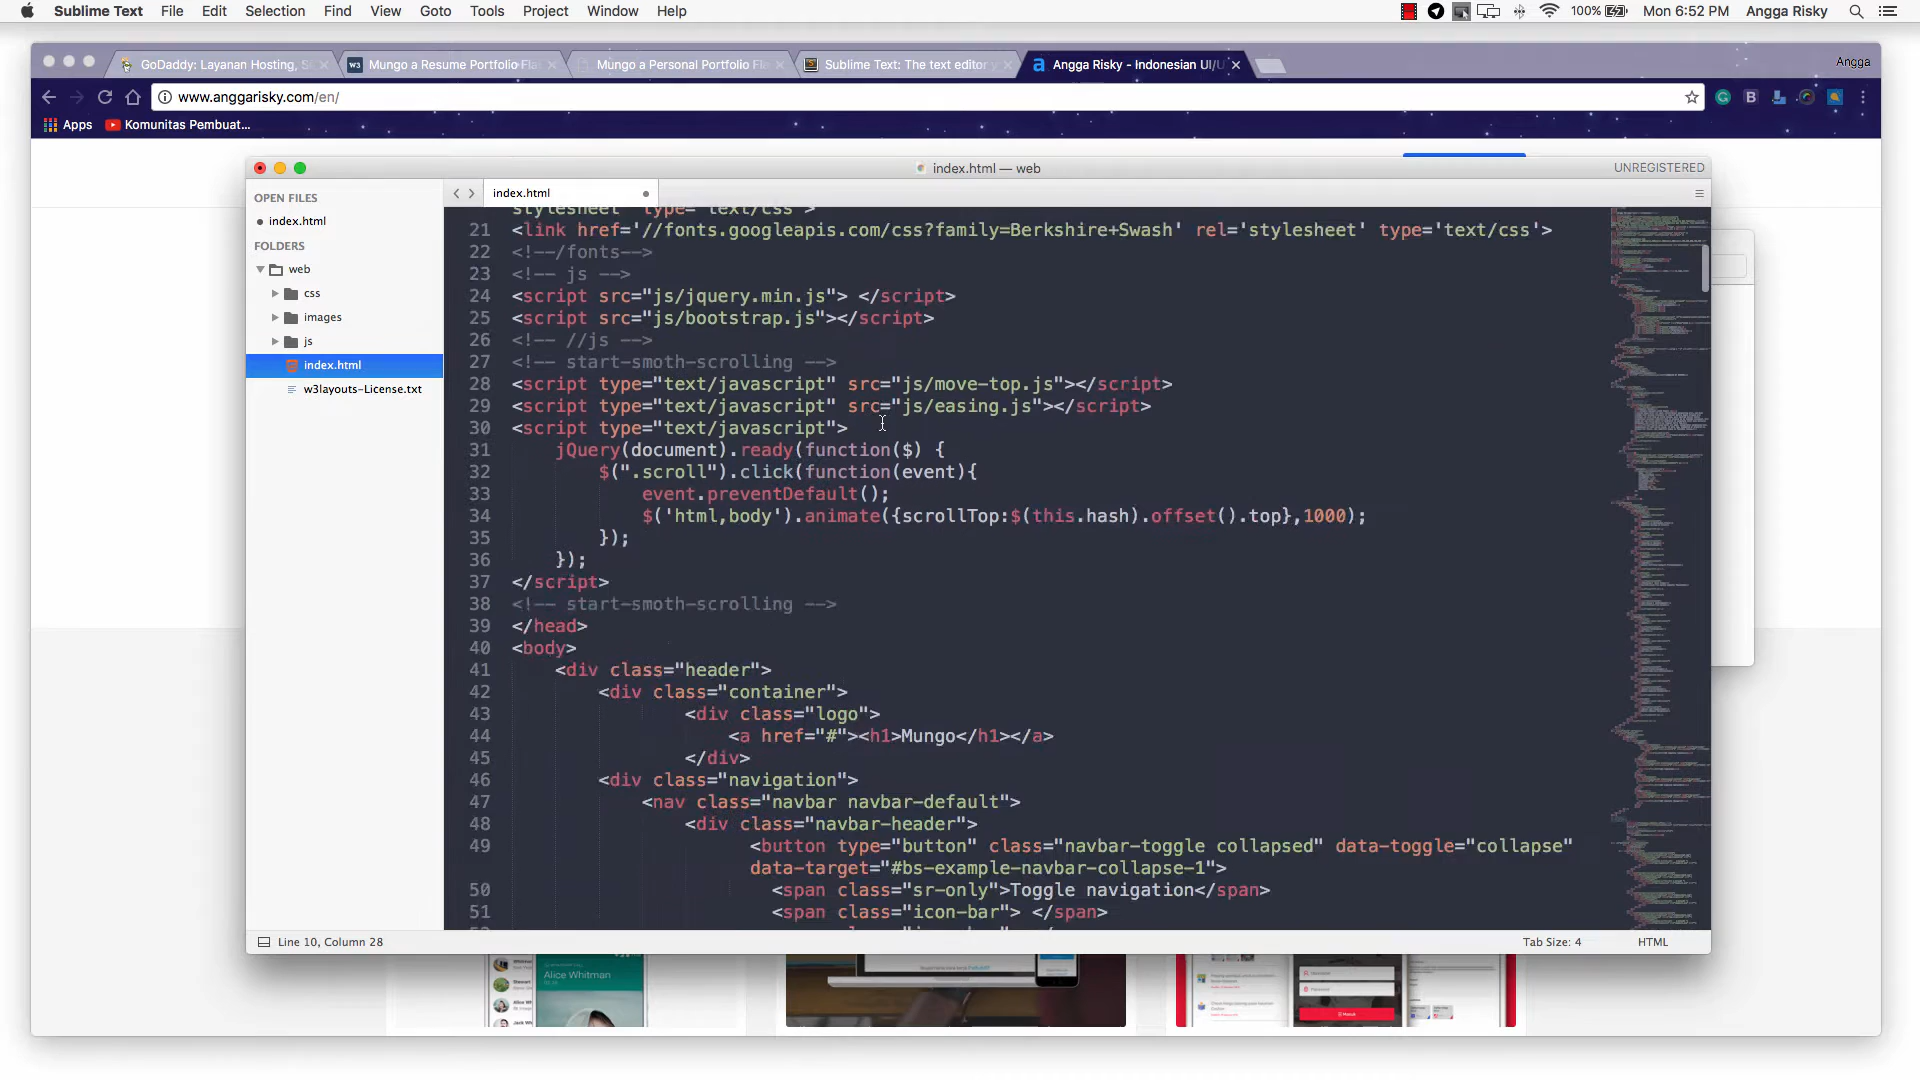 Sublime Text File Edit Selection Find View Goto Tools Project Window Help 100% Mon 6:52 PM Angga Risky
GoDaddy: Layanan Hosting, S
Mungo a Resume Portfolio Fla
Mungo a Personal Portfolio Fl
Sublime Text: The text editor y
Angga Risky - Indonesian UI/U
Angga
www.anggarisky.com/en/
Apps Komunitas Pembuat...
index.html — web
UNREGISTERED
OPEN FILES
index.html
FOLDERS
web
css
images
js
index.html
w3layouts-License.txt
index.html
stylesheet' type='text/css'>
21 <link href='//fonts.googleapis.com/css?family=Berkshire+Swash' rel='stylesheet' type='text/css'>
22 <!--/fonts-->
23 <!-- js -->
24 <script src="js/jquery.min.js"> </script>
25 <script src="js/bootstrap.js"></script>
26 <!-- //js -->
27 <!-- start-smoth-scrolling -->
28 <script type="text/javascript" src="js/move-top.js"></script>
29 <script type="text/javascript" src="js/easing.js"></script>
30 <script type="text/javascript">
31 jQuery(document).ready(function($) {
32 $(".scroll").click(function(event){
33 event.preventDefault();
34 $('html,body').animate({scrollTop:$(this.hash).offset().top},1000);
35 });
36 });
37 </script>
38 <!-- start-smoth-scrolling -->
39 </head>
40 <body>
41 <div class="header">
42 <div class="container">
43 <div class="logo">
44 <a href="#"><h1>Mungo</h1></a>
45 </div>
46 <div class="navigation">
47 <nav class="navbar navbar-default">
48 <div class="navbar-header">
49 <button type="button" class="navbar-toggle collapsed" data-toggle="collapse"
data-target="#bs-example-navbar-collapse-1">
50 <span class="sr-only">Toggle navigation</span>
51 <span class="icon-bar"> </span>
Line 10, Column 28
Tab Size: 4
HTML
Alice Whitman